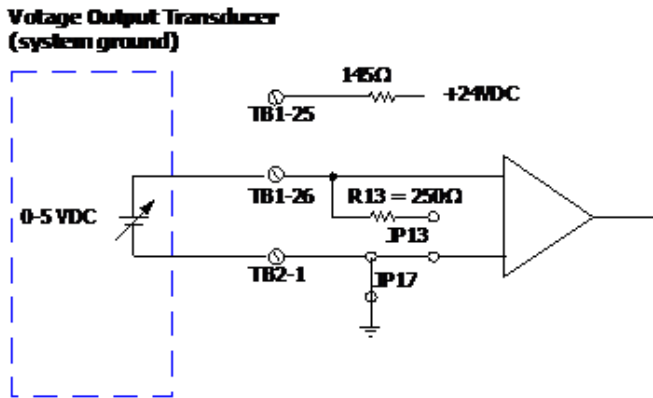 Votage Output Transducer
(system ground)
145Ω
+24VDC
TB1-25
TB1-26
R13 = 250Ω
0-5 VDC
JP13
TB2-1
JP17